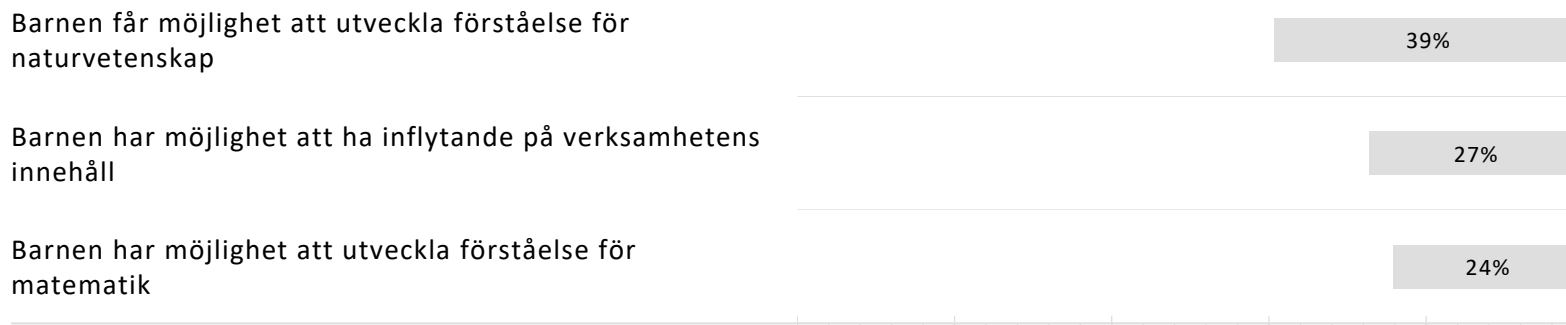 Barnen får möjlighet att utveckla förståelse för
naturvetenskap
39%
Barnen har möjlighet att ha inflytande på verksamhetens
innehåll
27%
Barnen har möjlighet att utveckla förståelse för
matematik
24%